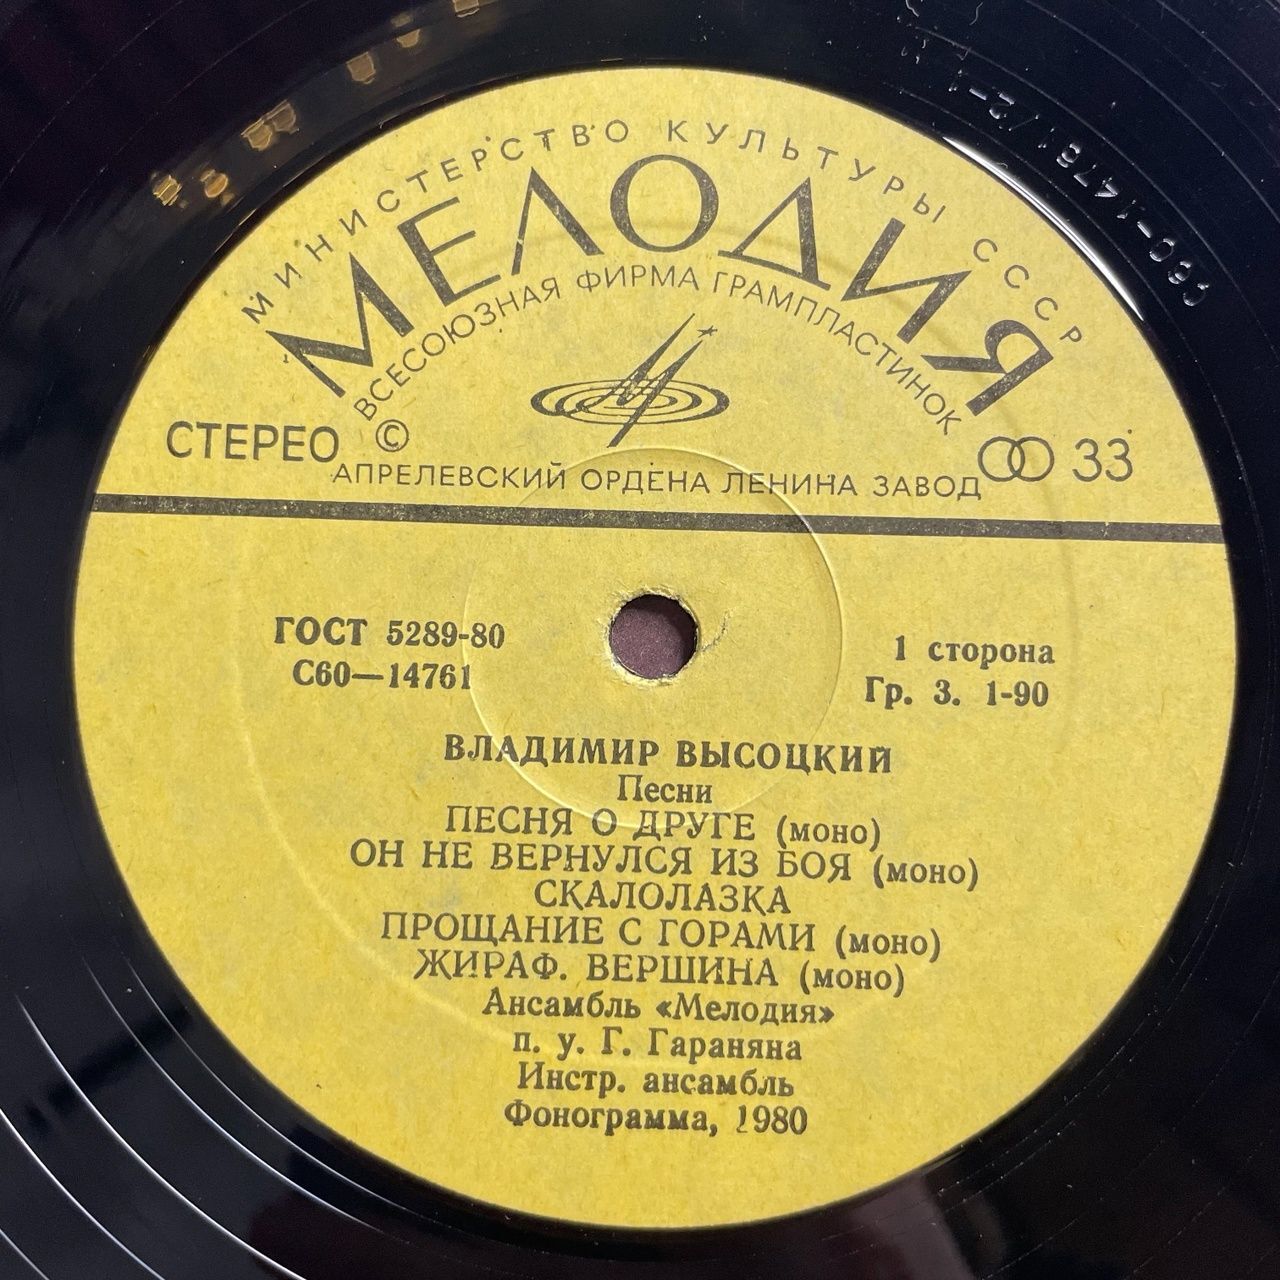 МИНИСТЕРСТВО КУЛЬТУРЫ СССР
МЕЛОДИЯ
ВСЕСОЮЗНАЯ ФИРМА ГРАМПЛАСТИНОК
СТЕРЕО © 33
АПРЕЛЕВСКИЙ ОРДЕНА ЛЕНИНА ЗАВОД
ГОСТ 5289-80
С60—14761
1 сторона
Гр. 3. 1-90
ВЛАДИМИР ВЫСОЦКИЙ
Песни
ПЕСНЯ О ДРУГЕ (моно)
ОН НЕ ВЕРНУЛСЯ ИЗ БОЯ (моно)
СКАЛОЛАЗКА
ПРОЩАНИЕ С ГОРАМИ (моно)
ЖИРАФ. ВЕРШИНА (моно)
Ансамбль «Мелодия»
п. у. Г. Гараняна
Инстр. ансамбль
Фонограмма, 1980